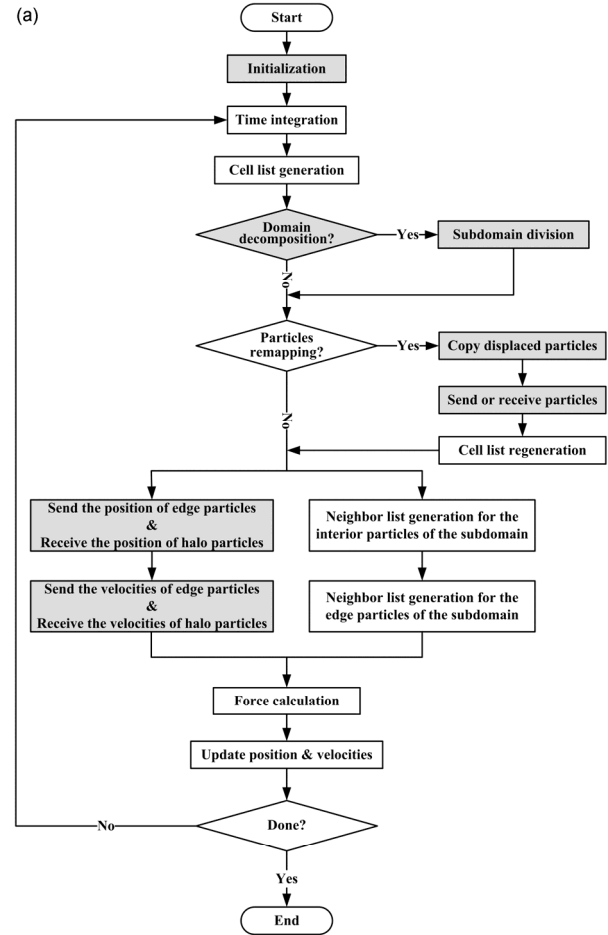 (a)
Start
Initialization
Time integration
Cell list generation
Domain
decomposition?
Yes
Subdomain division
No
Particles
remapping?
Yes
Copy displaced particles
Send or receive particles
No
Cell list regeneration
Send the position of edge particles
&
Receive the position of halo particles
Neighbor list generation for the
interior particles of the subdomain
Send the velocities of edge particles
&
Receive the velocities of halo particles
Neighbor list generation for the
edge particles of the subdomain
Force calculation
Update position & velocities
No
Done?
Yes
End